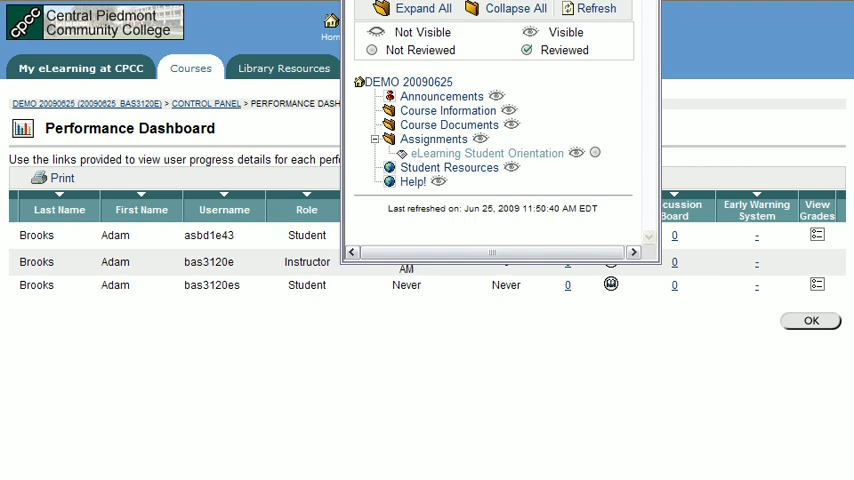 Central Piedmont
Community College
cpcc
Expand All Collapse All Refresh
Not Visible Visible
Not Reviewed Reviewed
Hom
My eLearning at CPCC Courses Library Resources
DEMO 20090625
DEMO 20090625 (20090625_BAS3120E) > CONTROL PANEL > PERFORMANCE DASH
Announcements
Course Information
Course Documents
Assignments
eLearning Student Orientation
Student Resources
Help!
Last refreshed on: Jun 25, 2009 11:50:40 AM EDT
Performance Dashboard
Use the links provided to view user progress details for each perf
Print
Last Name First Name Username Role cussion Board Early Warning System View Grades
Brooks Adam asbd1e43 Student 0 -
Brooks Adam bas3120e Instructor AM 0 -
Brooks Adam bas3120es Student Never Never 0 0 -
OK